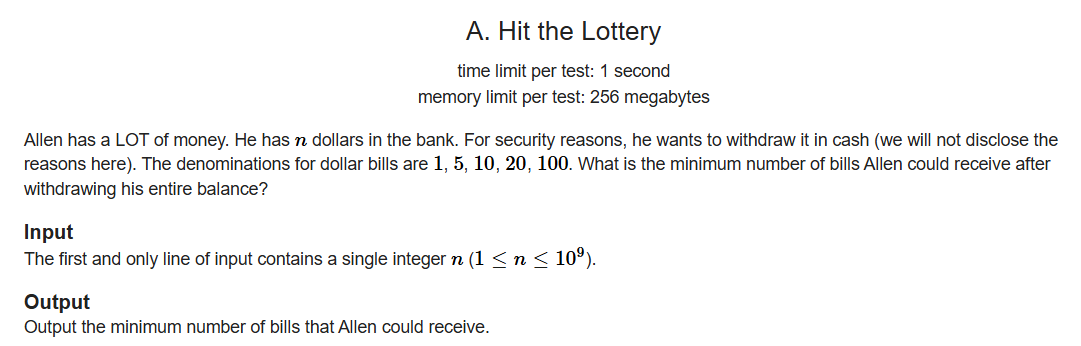 A. Hit the Lottery
time limit per test: 1 second
memory limit per test: 256 megabytes
Allen has a LOT of money. He has n dollars in the bank. For security reasons, he wants to withdraw it in cash (we will not disclose the
reasons here). The denominations for dollar bills are 1, 5, 10, 20, 100. What is the minimum number of bills Allen could receive after
withdrawing his entire balance?
Input
The first and only line of input contains a single integer n (1 ≤ n ≤ 10⁹).
Output
Output the minimum number of bills that Allen could receive.